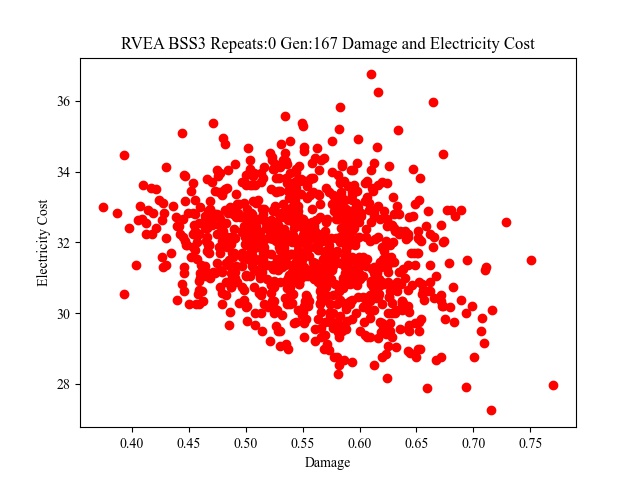 RVEA BSS3 Repeats:0 Gen:167 Damage and Electricity Cost
36
34
32
30
28
Electricity Cost
0.40 0.45 0.50 0.55 0.60 0.65 0.70 0.75
Damage